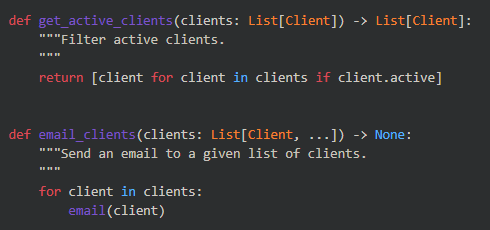 def get_active_clients(clients: List[Client]) -> List[Client]:
    """Filter active clients.
    """
    return [client for client in clients if client.active]


def email_clients(clients: List[Client, ...]) -> None:
    """Send an email to a given list of clients.
    """
    for client in clients:
        email(client)